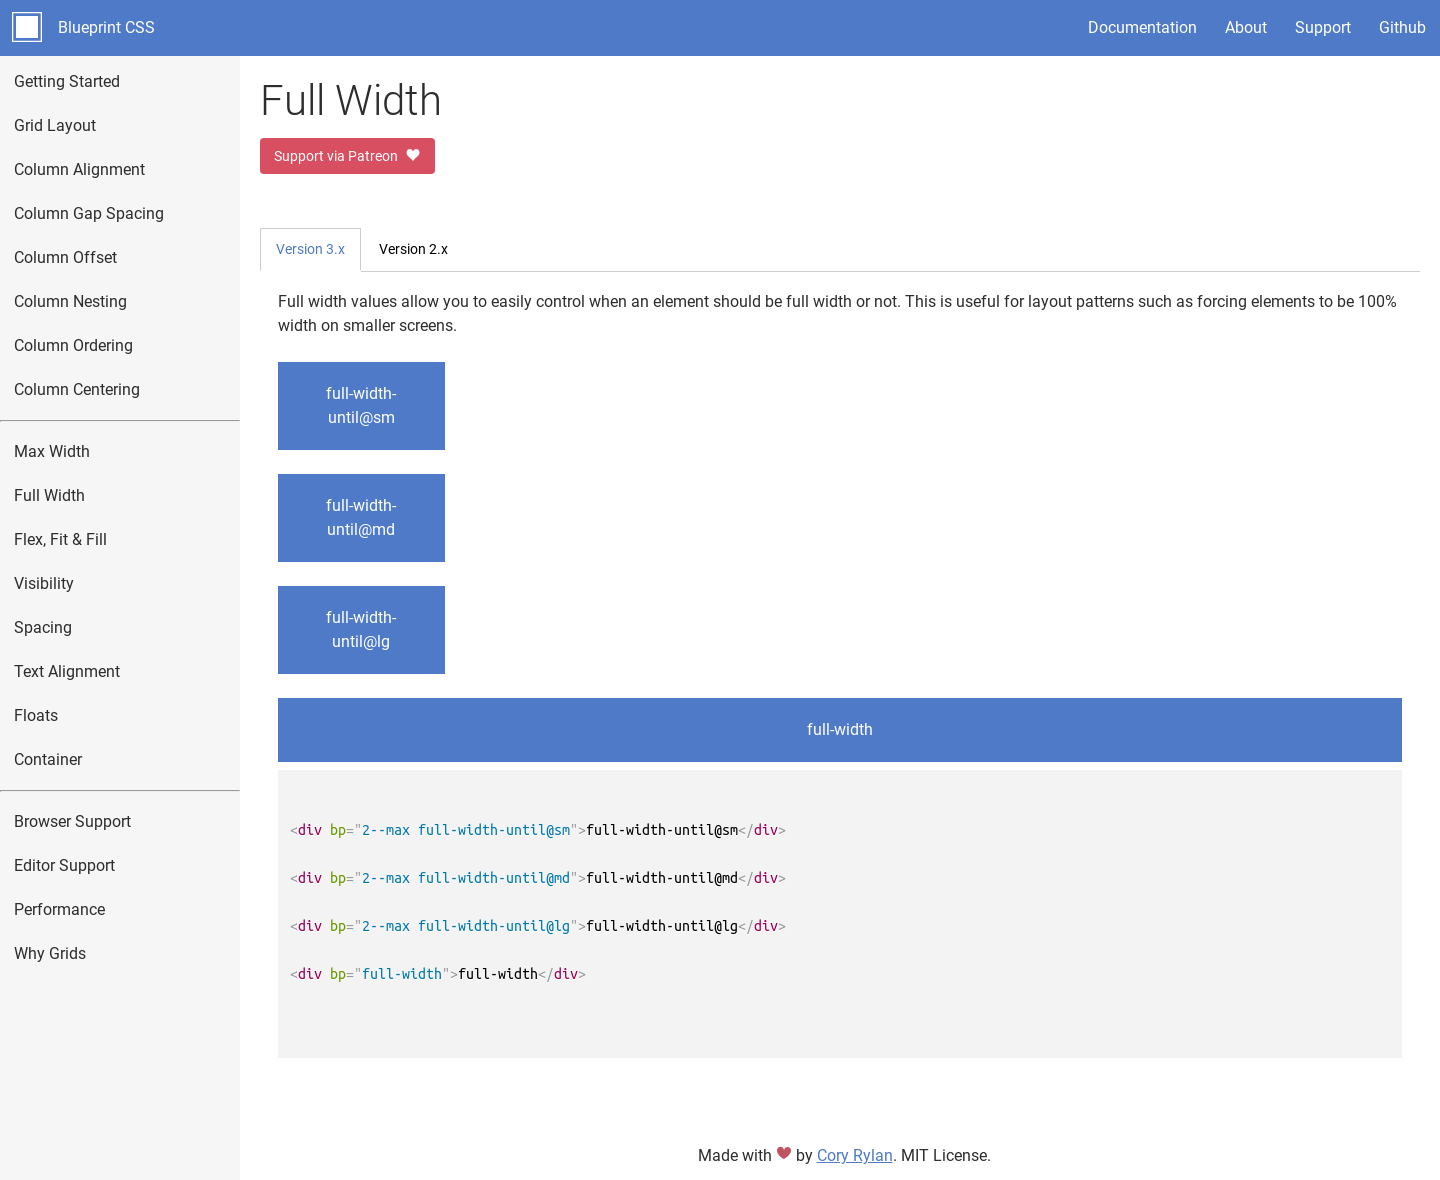 Blueprint CSS
Documentation
About
Support
Github
Getting Started
Grid Layout
Column Alignment
Column Gap Spacing
Column Offset
Column Nesting
Column Ordering
Column Centering
Max Width
Full Width
Flex, Fit & Fill
Visibility
Spacing
Text Alignment
Floats
Container
Browser Support
Editor Support
Performance
Why Grids
Full Width
Support via Patreon
Version 3.x
Version 2.x
Full width values allow you to easily control when an element should be full width or not. This is useful for layout patterns such as forcing elements to be 100%
width on smaller screens.
full-width-
until@sm
full-width-
until@md
full-width-
until@lg
full-width
<div bp="2--max full-width-until@sm">full-width-until@sm</div>
<div bp="2--max full-width-until@md">full-width-until@md</div>
<div bp="2--max full-width-until@lg">full-width-until@lg</div>
<div bp="full-width">full-width</div>
Made with ♥ by Cory Rylan. MIT License.